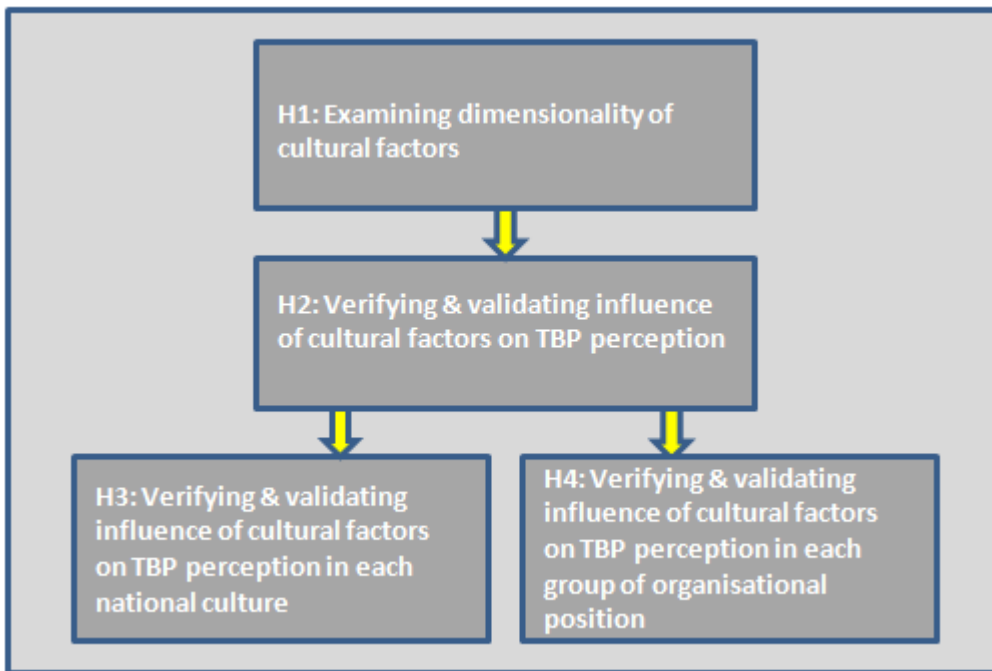 H1: Examining dimensionality of
cultural factors
H2: Verifying & validating influence
of cultural factors on TBP perception
H3: Verifying & validating
influence of cultural factors
on TBP perception in each
national culture
H4: Verifying & validating
influence of cultural factors
on TBP perception in each
group of organisational
position